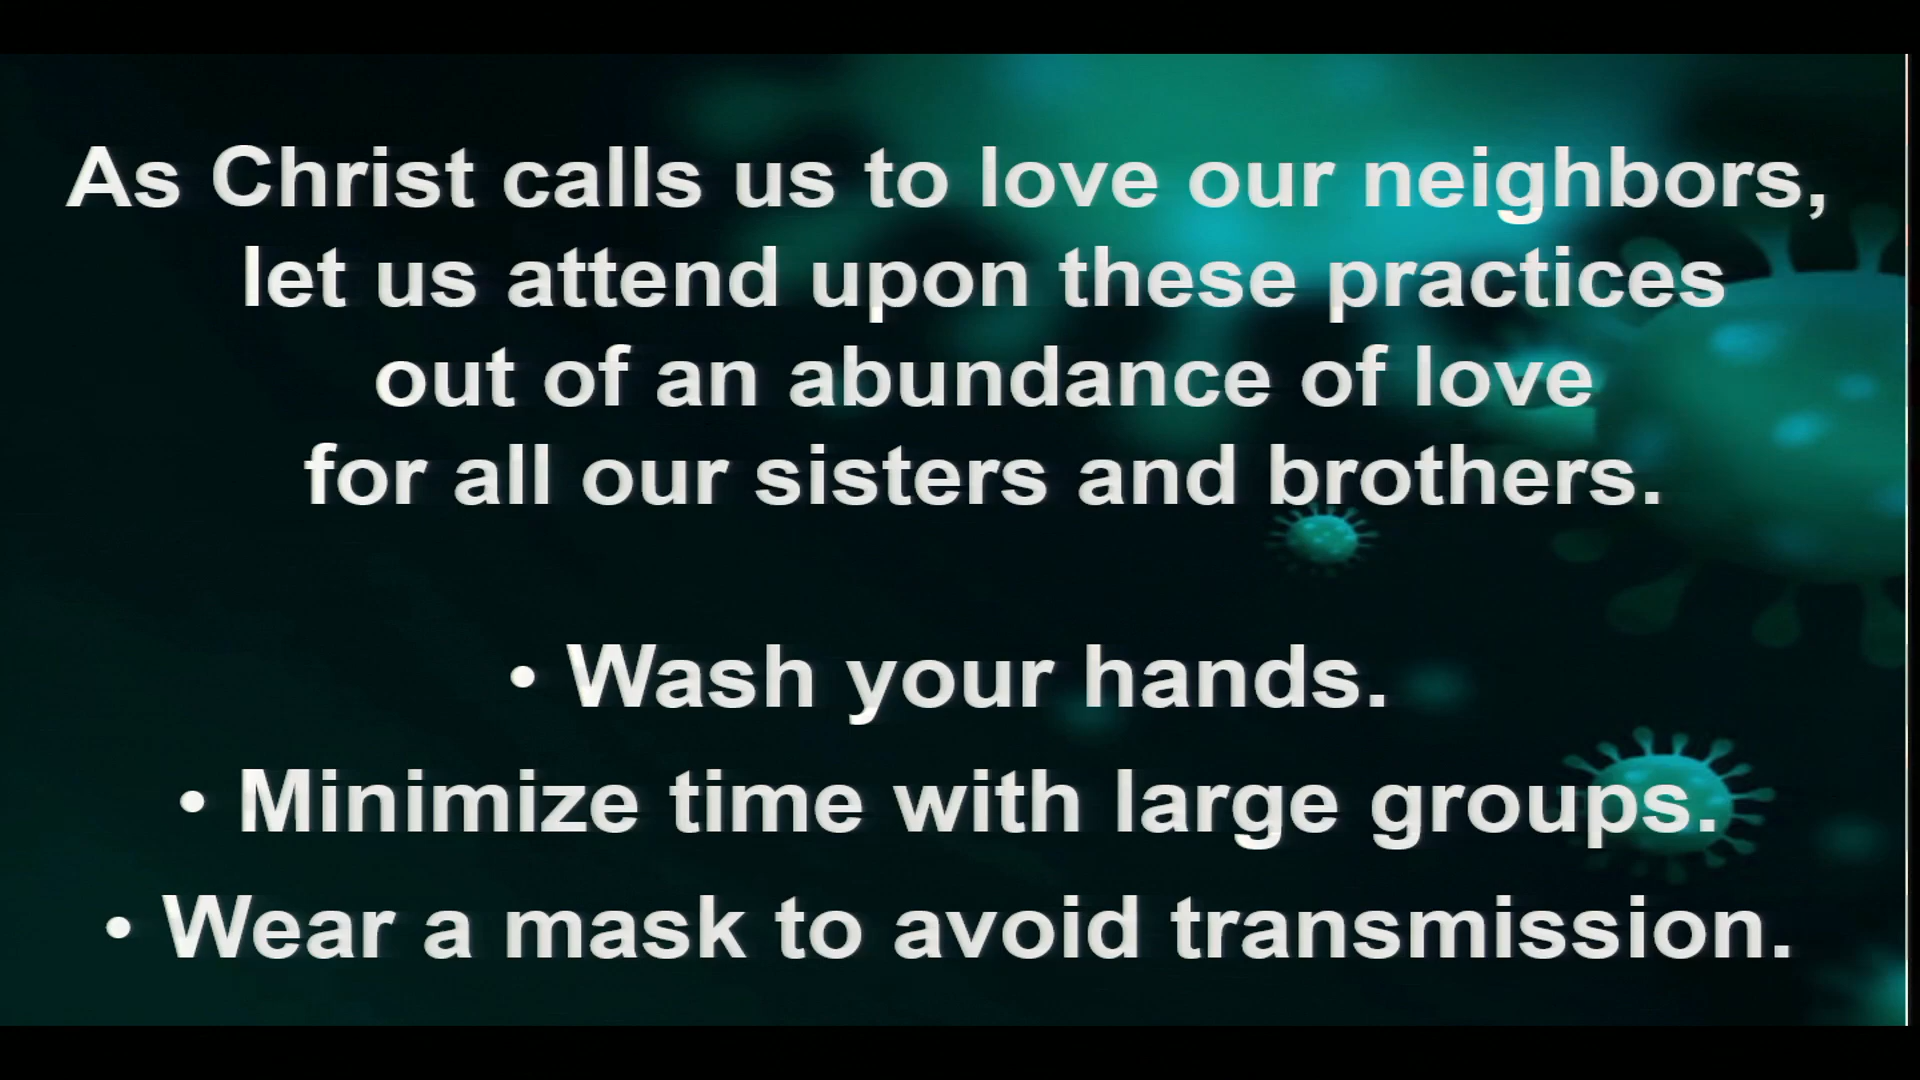 As Christ calls us to love our neighbors,
let us attend upon these practices
out of an abundance of love
for all our sisters and brothers.
• Wash your hands.
• Minimize time with large groups.
• Wear a mask to avoid transmission.